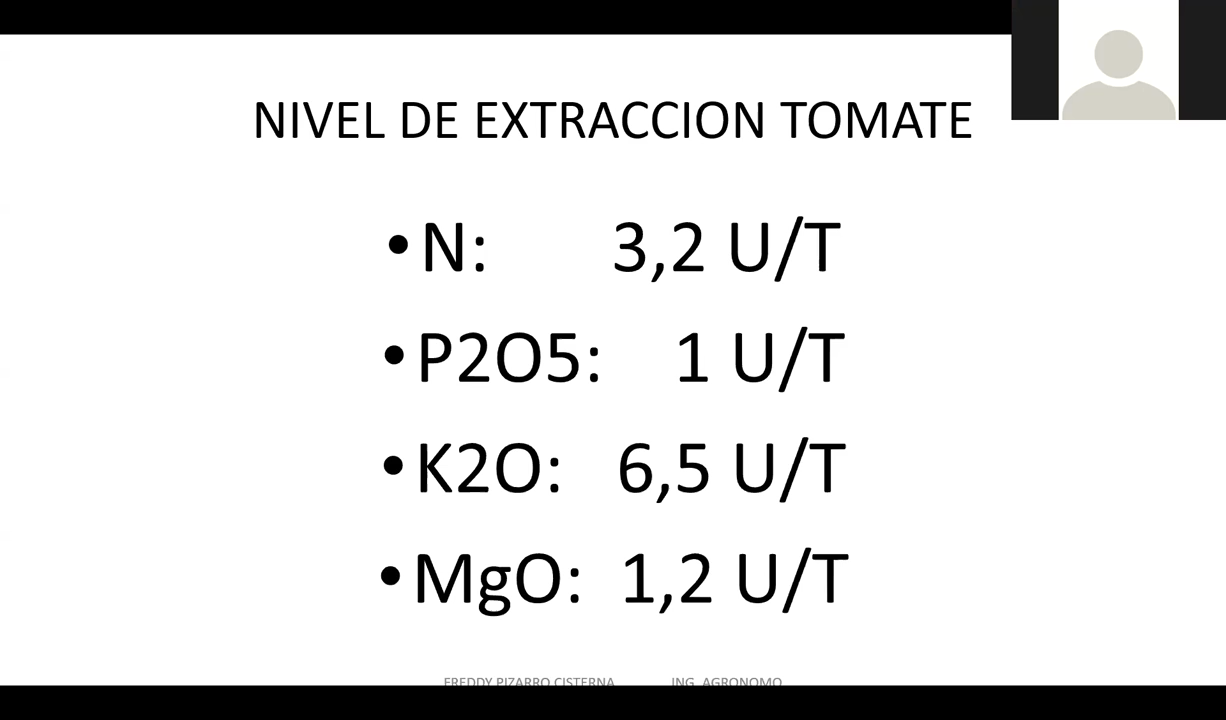 NIVEL DE EXTRACCION TOMATE
•N: 3,2 U/T
•P2O5: 1 U/T
•K2O: 6,5 U/T
•MgO: 1,2 U/T
FREDDY PIZARRO CISTERNA ING. AGRONOMO